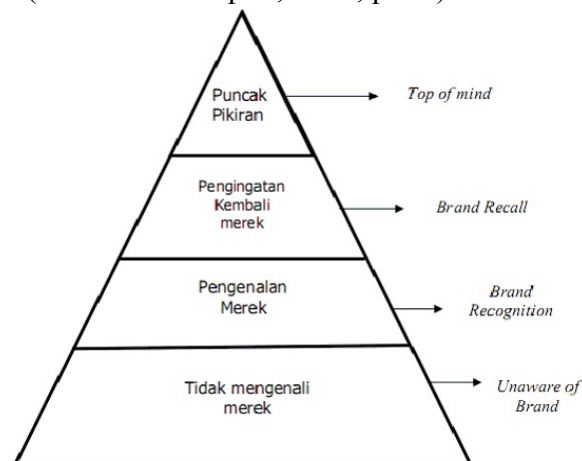 Puncak
Pikiran
Top of mind
Pengingatan
Kembali
merek
Brand Recall
Pengenalan
Merek
Brand
Recognition
Tidak mengenali
merek
Unaware of
Brand